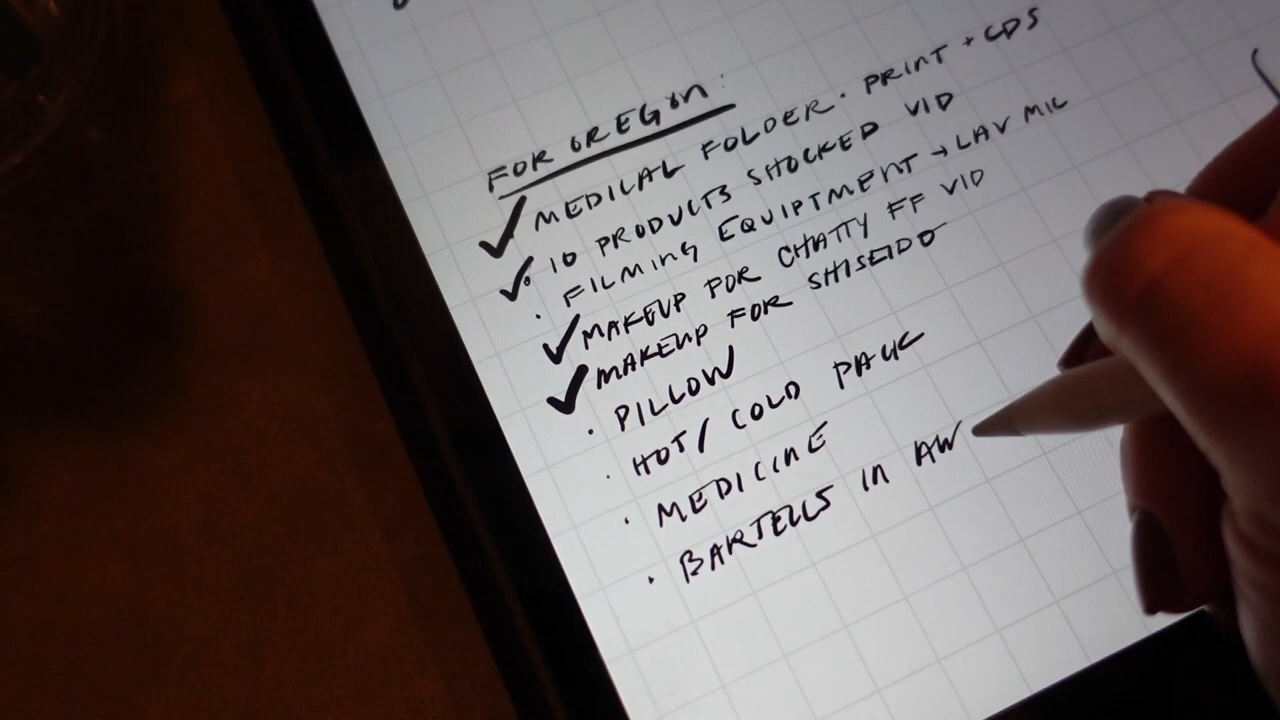 FOR OREGON:
✓ MEDICAL FOLDER · PRINT + CDS
✓· 10 PRODUCTS SHOCKED VID
· FILMING EQUIPTMENT → LAV MIC
✓ MAKEUP FOR CHATTY FF VID
✓ MAKEUP FOR SHISEIDO
· PILLOW
· HOT/COLD PACK
· MEDICINE
· BARTELLS IN AW